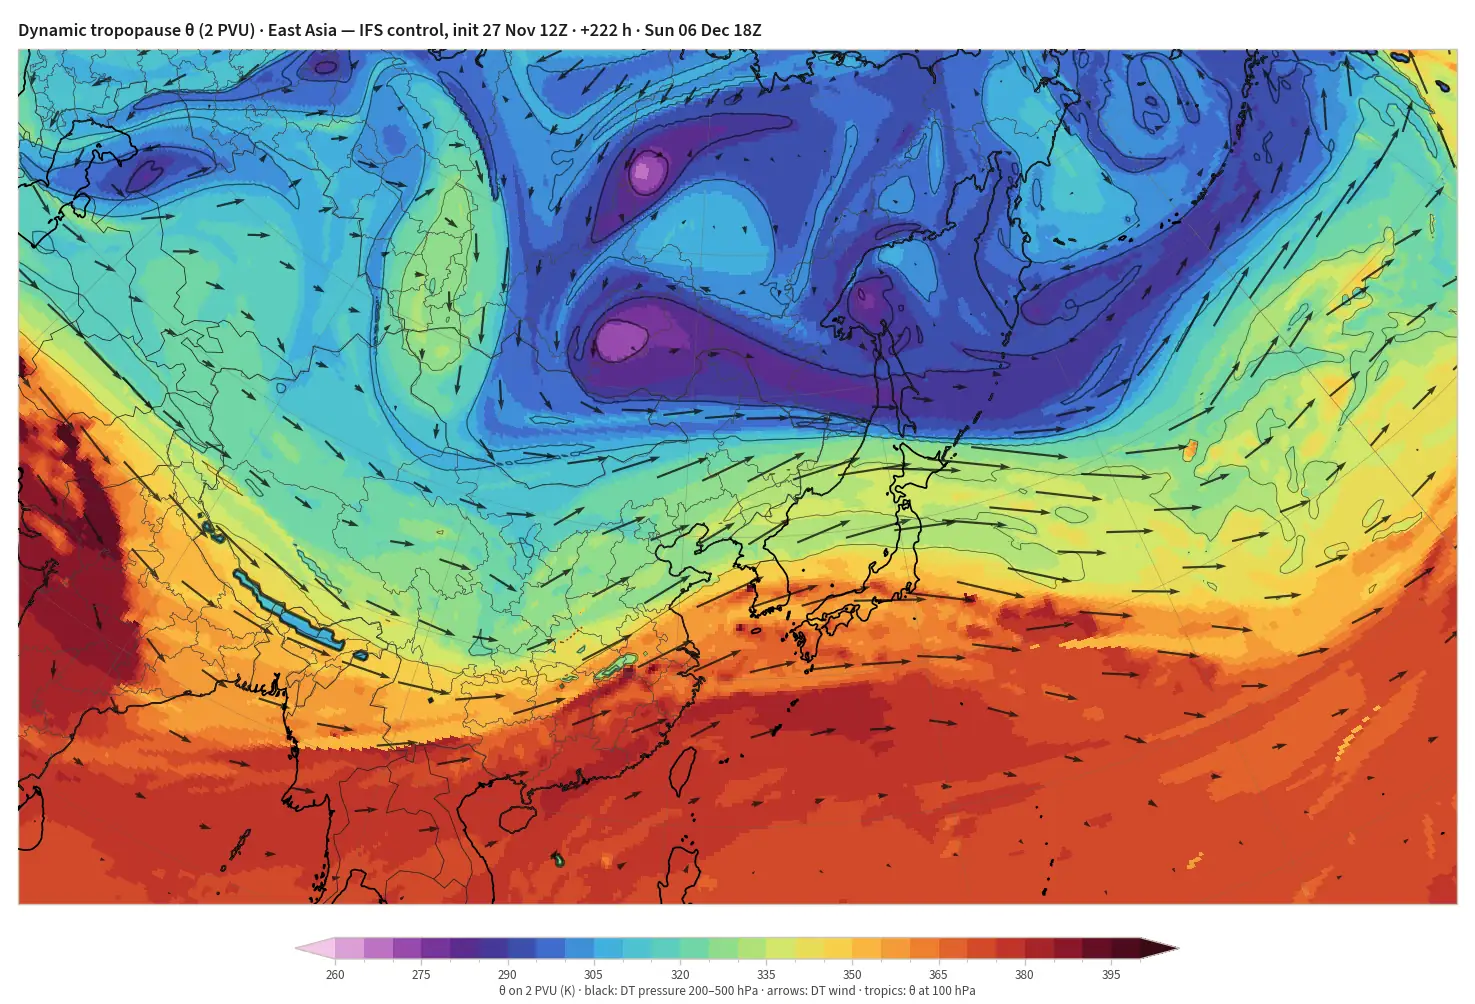 Dynamic tropopause θ (2 PVU) · East Asia — IFS control, init 27 Nov 12Z · +222 h · Sun 06 Dec 18Z
260 275 290 305 320 335 350 365 380 395
θ on 2 PVU (K) · black: DT pressure 200–500 hPa · arrows: DT wind · tropics: θ at 100 hPa